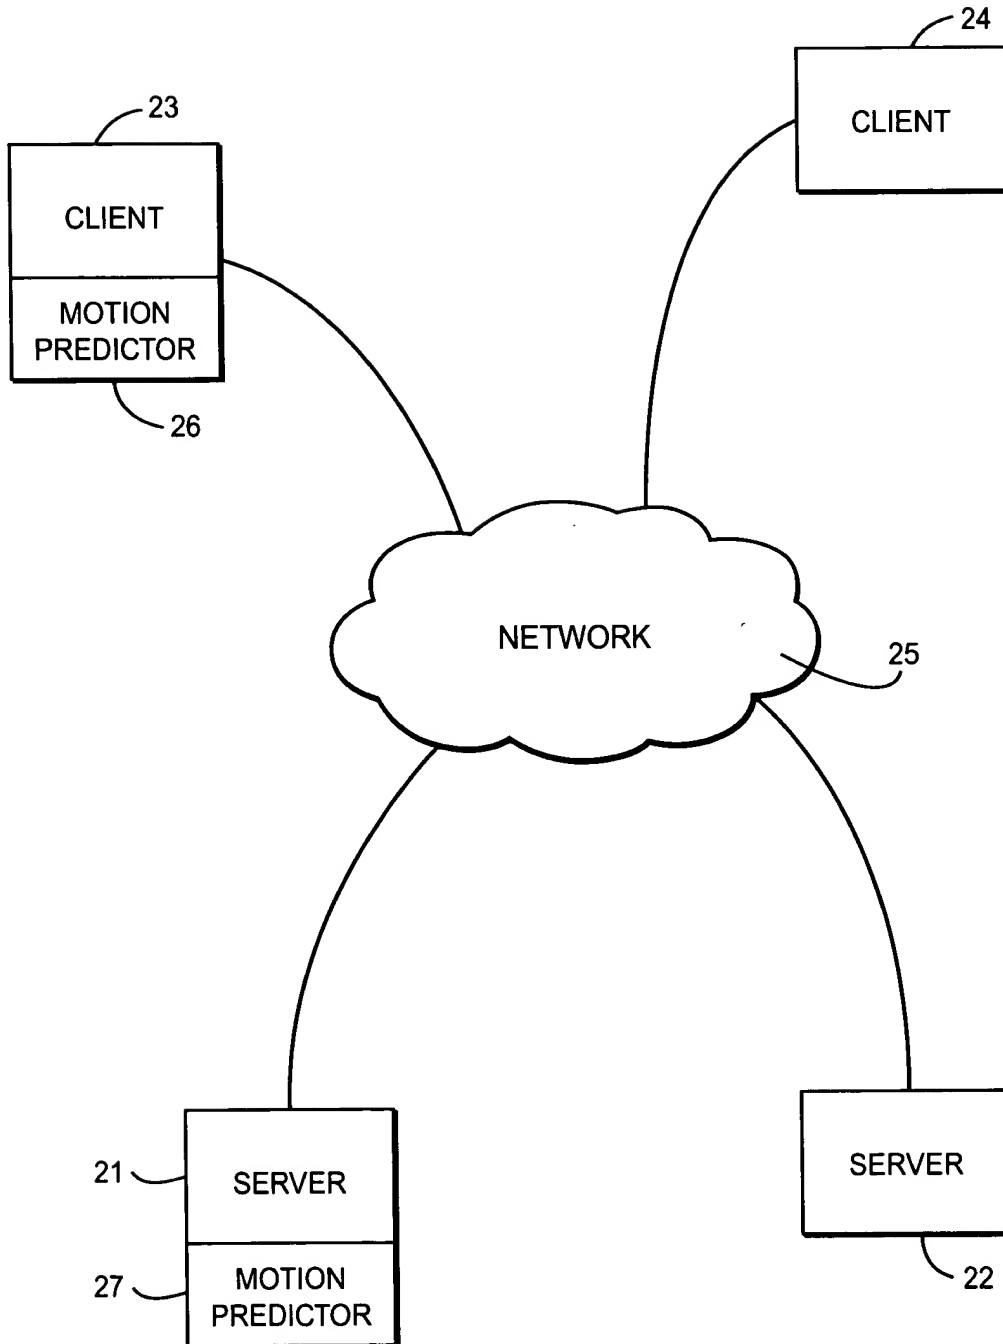 24
CLIENT
23
CLIENT
MOTION
PREDICTOR
26
NETWORK
25
21
SERVER
27
MOTION
PREDICTOR
SERVER
22